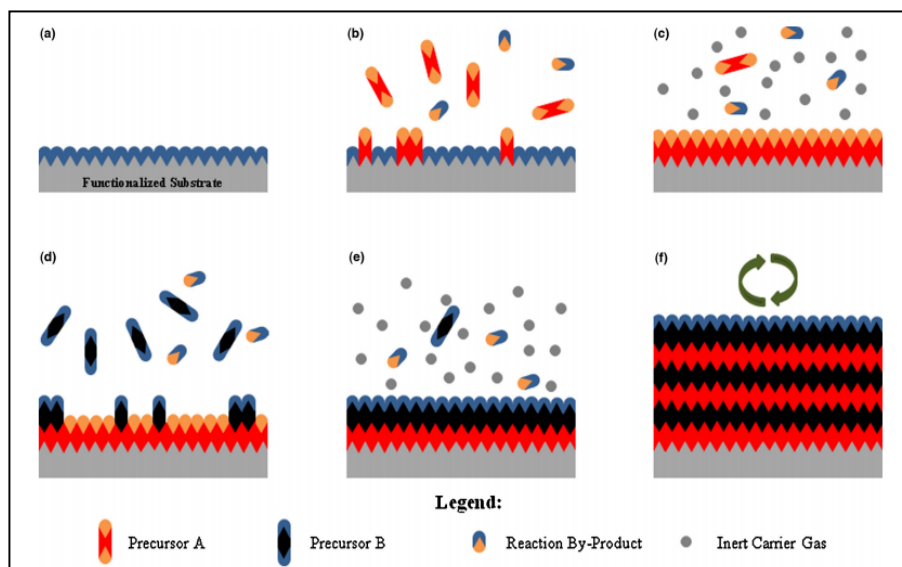 (a)
(b)
(c)
Functionalized Substrate
(d)
(e)
(f)
Legend:
Precursor A
Precursor B
Reaction By-Product
Inert Carrier Gas